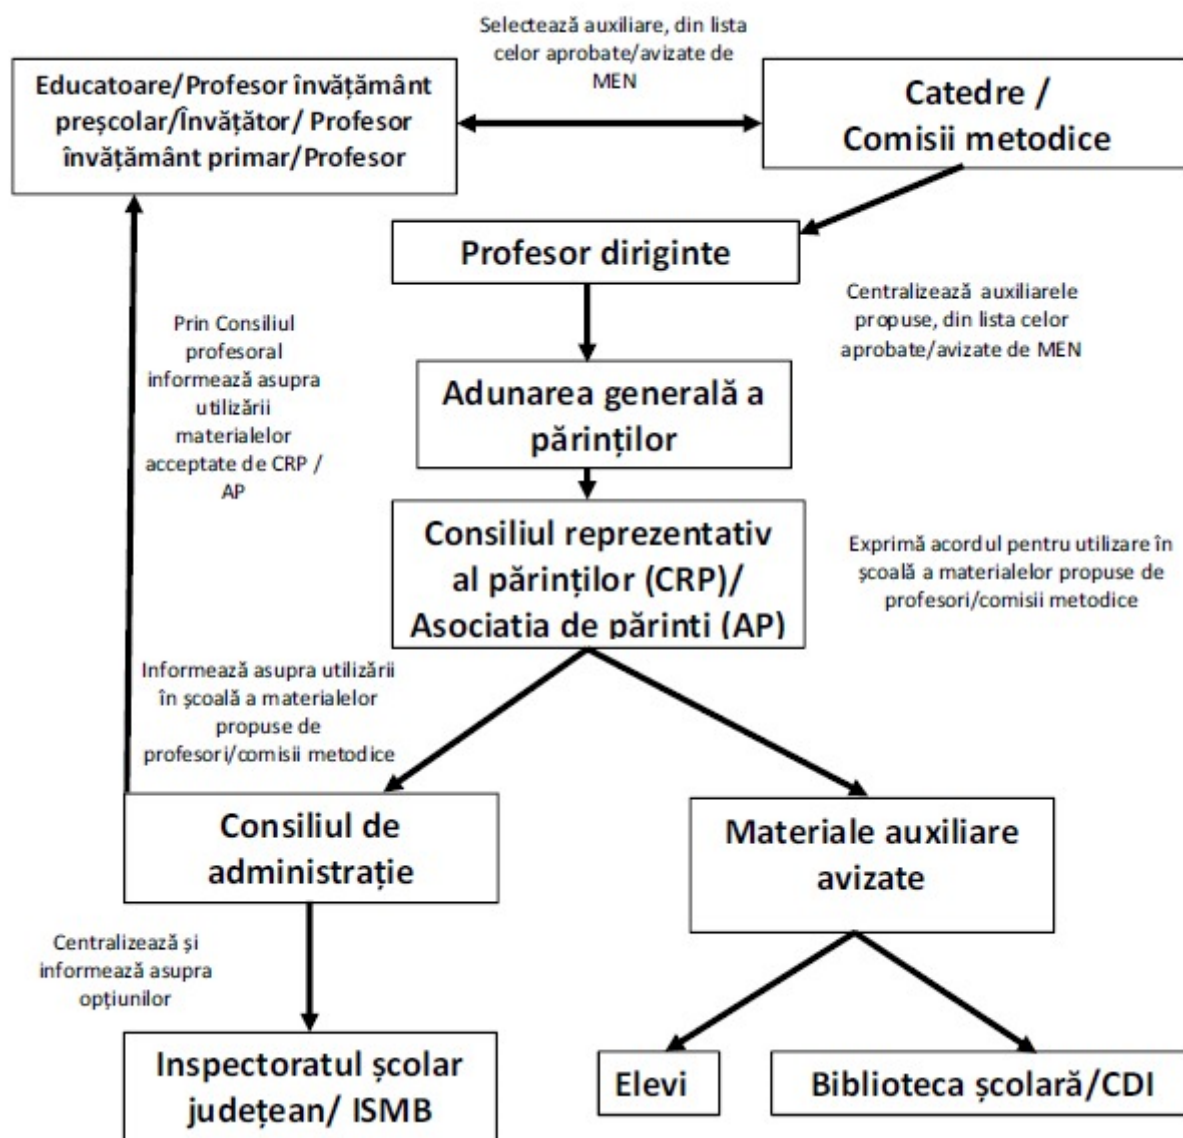 Selectează auxiliare, din lista
celor aprobate/avizate de
MEN
Educatoare/Profesor învățământ
preșcolar/Învățător/ Profesor
învățământ primar/Profesor
Catedre /
Comisii metodice
Profesor diriginte
Centralizează auxiliarele
propuse, din lista celor
aprobate/avizate de MEN
Prin Consiliul
profesoral
informează asupra
utilizării
materialelor
acceptate de CRP /
AP
Adunarea generală a
părinților
Consiliul reprezentativ
al părinților (CRP)/
Asociatia de părinti (AP)
Exprimă acordul pentru utilizare în
școală a materialelor propuse de
profesori/comisii metodice
Informează asupra utilizării
în școală a materialelor
propuse de
profesori/comisii metodice
Consiliul de
administrație
Materiale auxiliare
avizate
Centralizează și
informează asupra
opțiunilor
Inspectoratul școlar
județean/ ISMB
Elevi
Biblioteca școlară/CDI